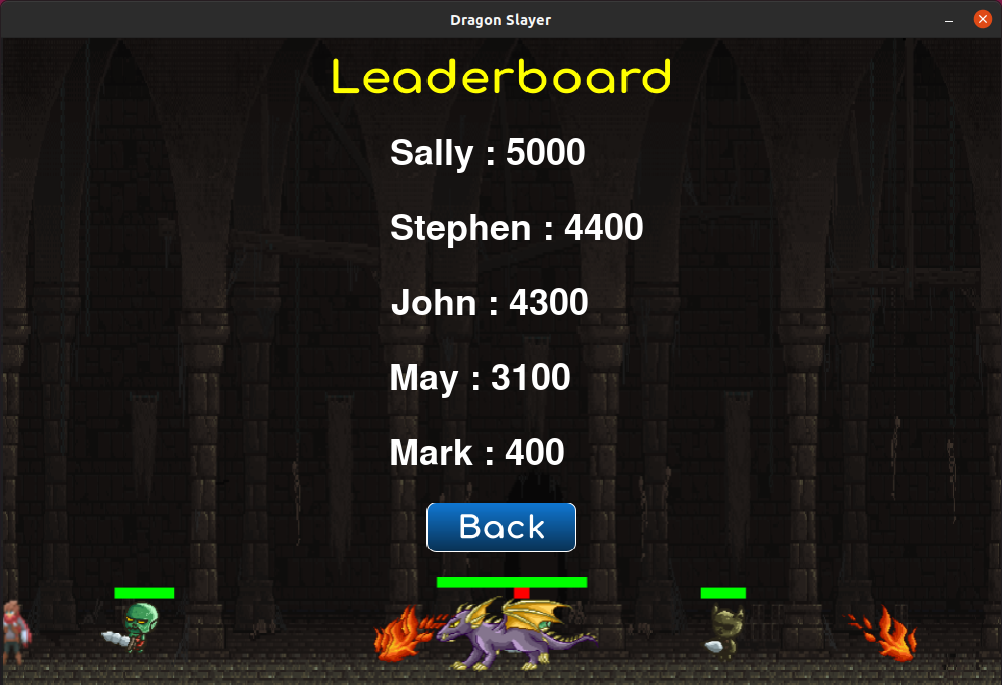 Dragon Slayer
Leaderboard
Sally : 5000
Stephen : 4400
John : 4300
May : 3100
Mark : 400
Back